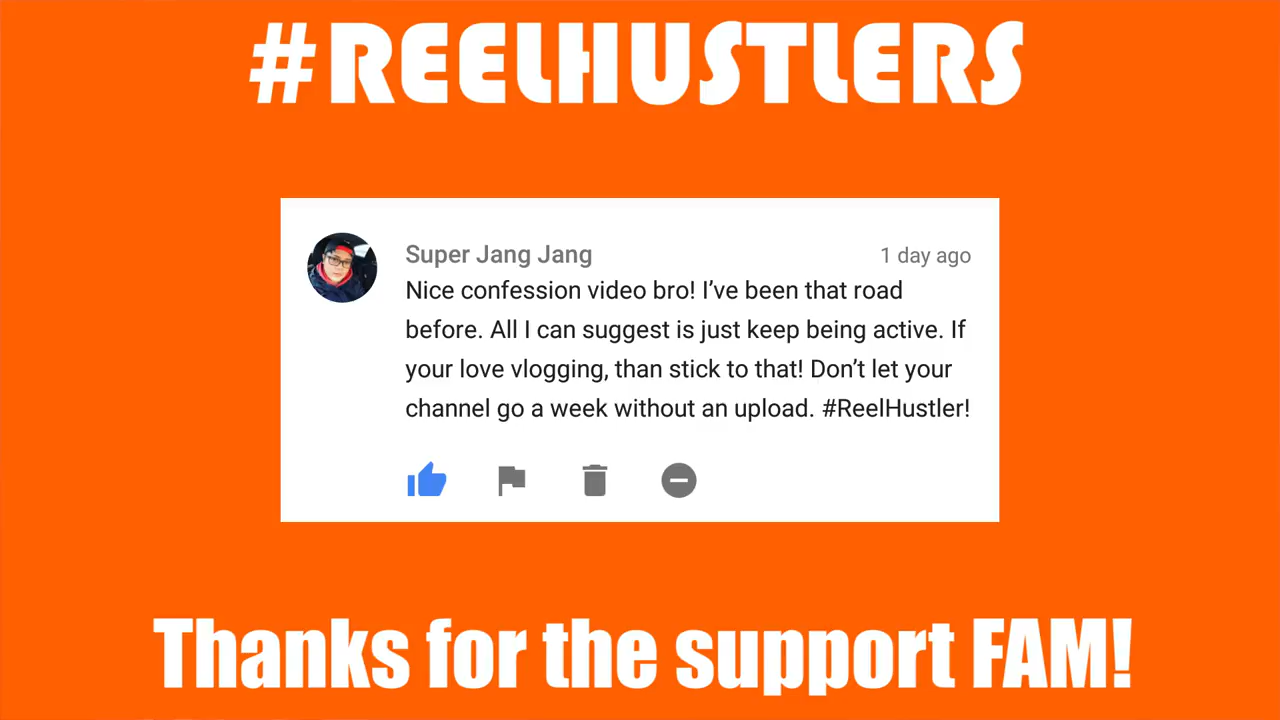 #REELHUSTLERS
Super Jang Jang
1 day ago
Nice confession video bro! I’ve been that road
before. All I can suggest is just keep being active. If
your love vlogging, than stick to that! Don’t let your
channel go a week without an upload. #ReelHustler!
Thanks for the support FAM!